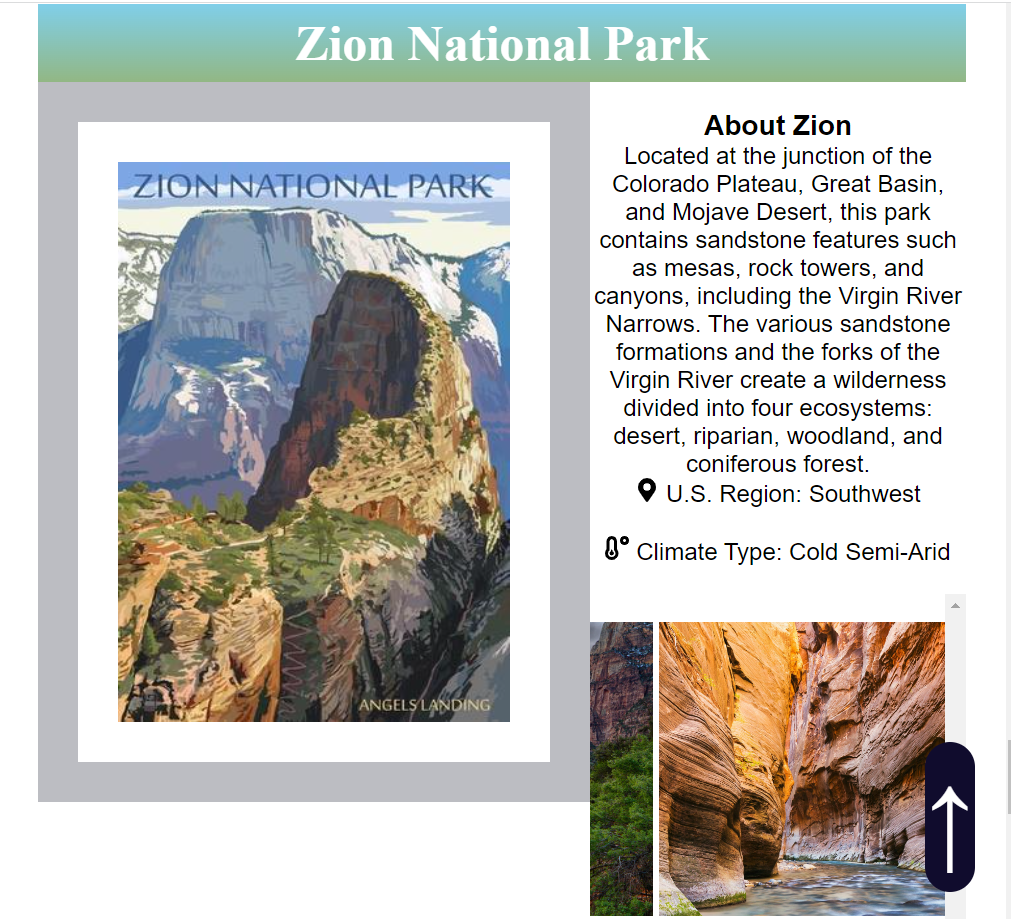 Zion National Park
ZION NATIONAL PARK
ANGELS LANDING
About Zion
Located at the junction of the
Colorado Plateau, Great Basin,
and Mojave Desert, this park
contains sandstone features such
as mesas, rock towers, and
canyons, including the Virgin River
Narrows. The various sandstone
formations and the forks of the
Virgin River create a wilderness
divided into four ecosystems:
desert, riparian, woodland, and
coniferous forest.
U.S. Region: Southwest
Climate Type: Cold Semi-Arid